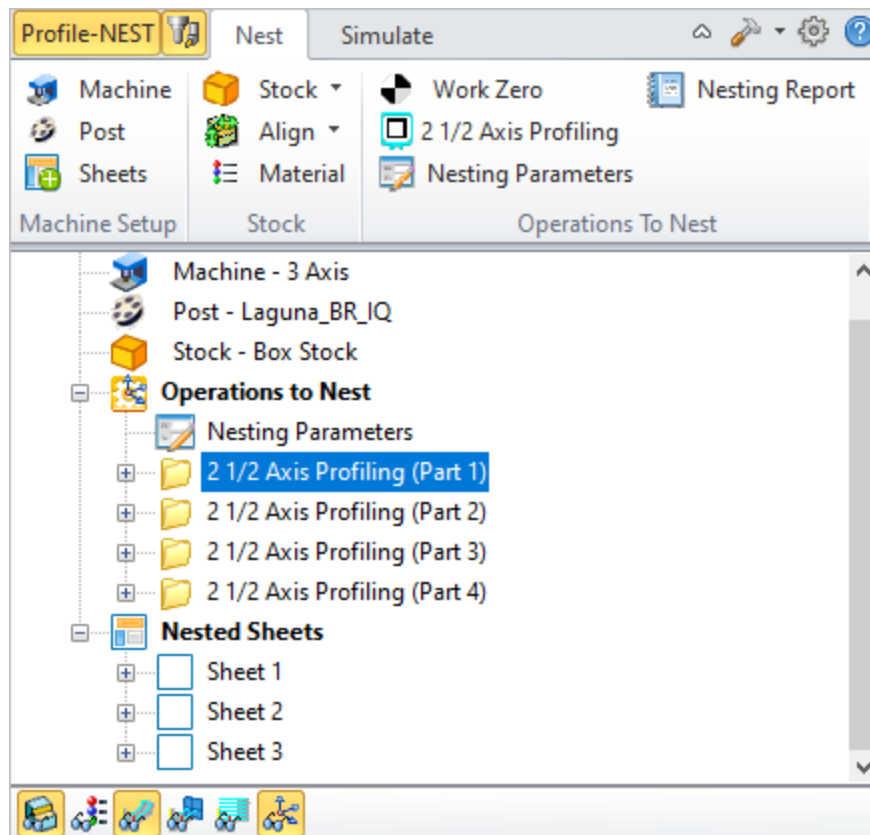 Profile-NEST Nest Simulate ?
Machine Stock Work Zero Nesting Report
Post Align 2 1/2 Axis Profiling
Sheets Material Nesting Parameters
Machine Setup Stock Operations To Nest
Machine - 3 Axis
Post - Laguna_BR_IQ
Stock - Box Stock
Operations to Nest
Nesting Parameters
2 1/2 Axis Profiling (Part 1)
2 1/2 Axis Profiling (Part 2)
2 1/2 Axis Profiling (Part 3)
2 1/2 Axis Profiling (Part 4)
Nested Sheets
Sheet 1
Sheet 2
Sheet 3